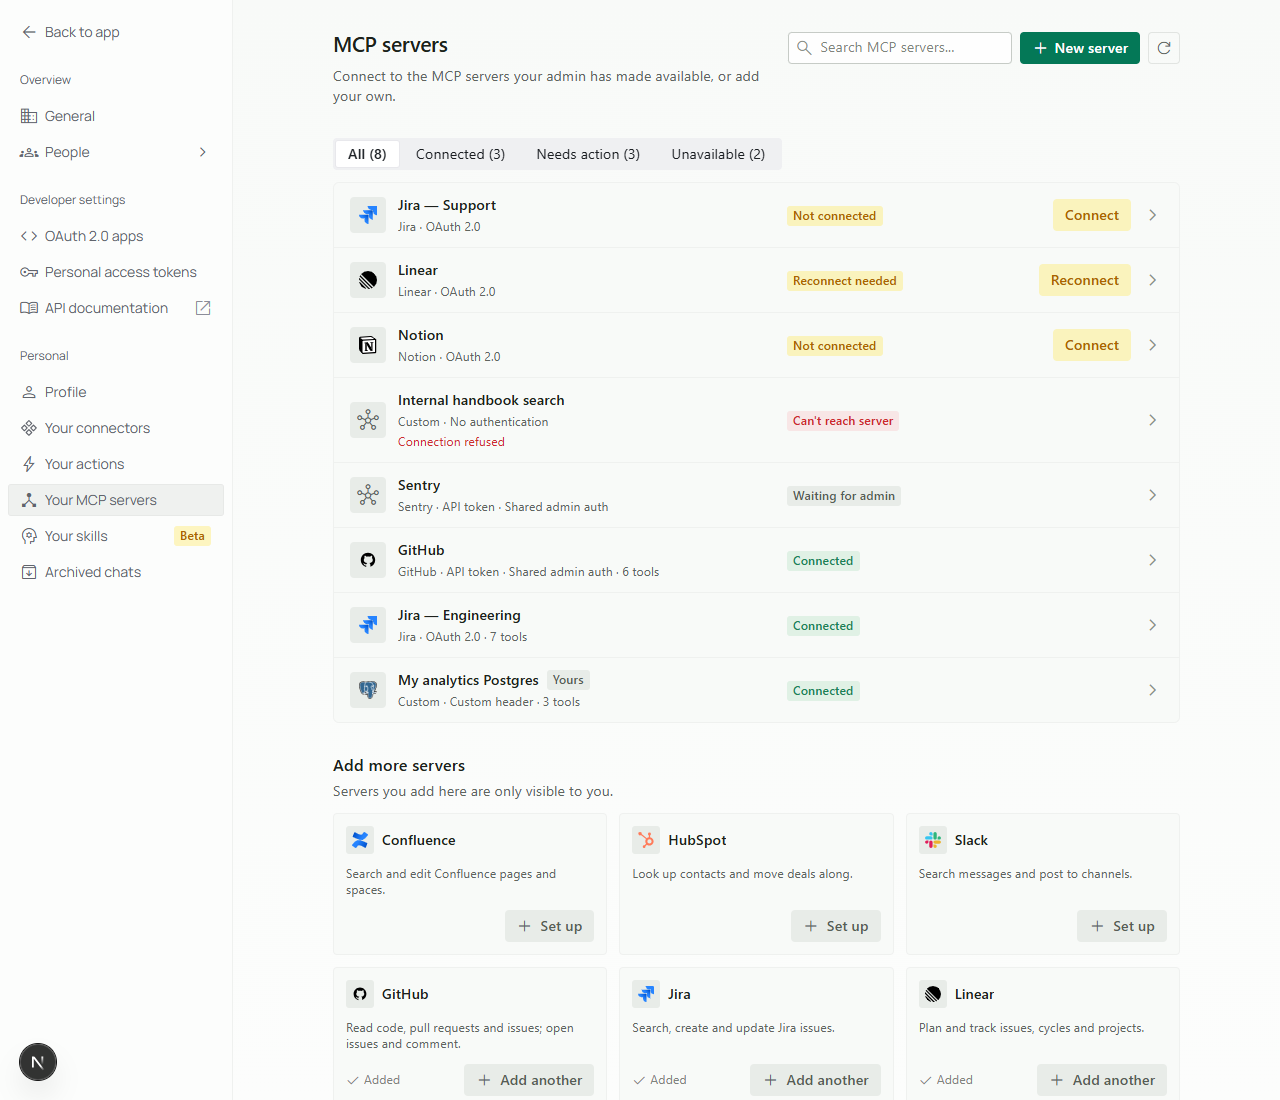 Back to app
Overview
General
People
Developer settings
OAuth 2.0 apps
Personal access tokens
API documentation
Personal
Profile
Your connectors
Your actions
Your MCP servers
Your skills
Beta
Archived chats
MCP servers
Connect to the MCP servers your admin has made available, or add
your own.
Search MCP servers...
New server
All (8)
Connected (3)
Needs action (3)
Unavailable (2)
Jira — Support
Jira · OAuth 2.0
Not connected
Connect
Linear
Linear · OAuth 2.0
Reconnect needed
Reconnect
Notion
Notion · OAuth 2.0
Not connected
Connect
Internal handbook search
Custom · No authentication
Connection refused
Can't reach server
Sentry
Sentry · API token · Shared admin auth
Waiting for admin
GitHub
GitHub · API token · Shared admin auth · 6 tools
Connected
Jira — Engineering
Jira · OAuth 2.0 · 7 tools
Connected
My analytics Postgres
Yours
Custom · Custom header · 3 tools
Connected
Add more servers
Servers you add here are only visible to you.
Confluence
Search and edit Confluence pages and
spaces.
Set up
HubSpot
Look up contacts and move deals along.
Set up
Slack
Search messages and post to channels.
Set up
GitHub
Read code, pull requests and issues; open
issues and comment.
Added
Add another
Jira
Search, create and update Jira issues.
Added
Add another
Linear
Plan and track issues, cycles and projects.
Added
Add another
N